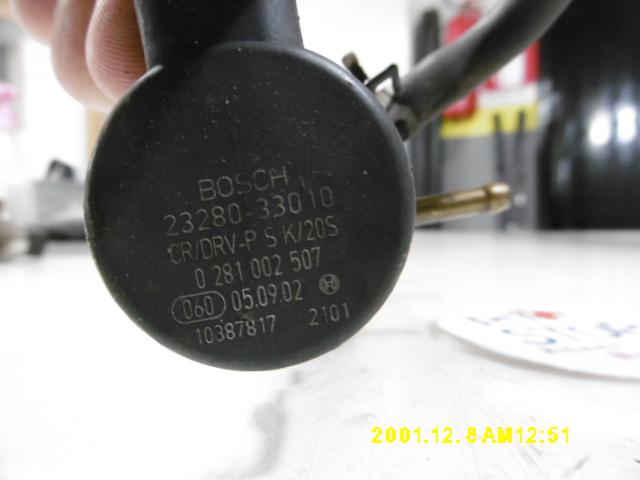 BOSCH
23280-33010
CR/DRV-P S K/20S
0 281 002 507
060 05.09.02 H
10387817 2101
2001.12.8 AM12:51